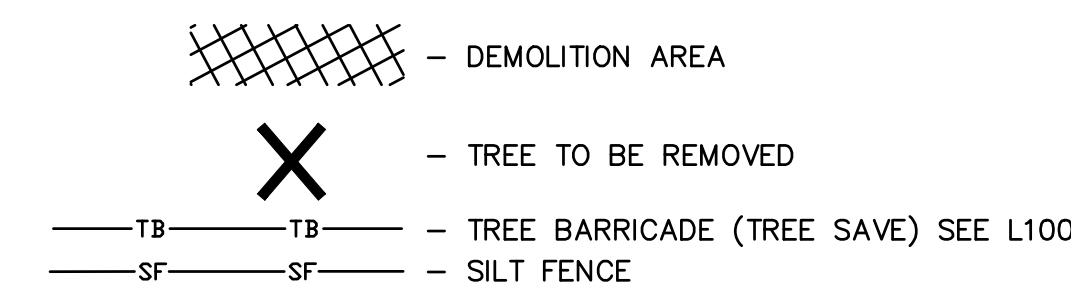 – DEMOLITION AREA
– TREE TO BE REMOVED
TB TB – TREE BARRICADE (TREE SAVE) SEE L100
SF SF – SILT FENCE